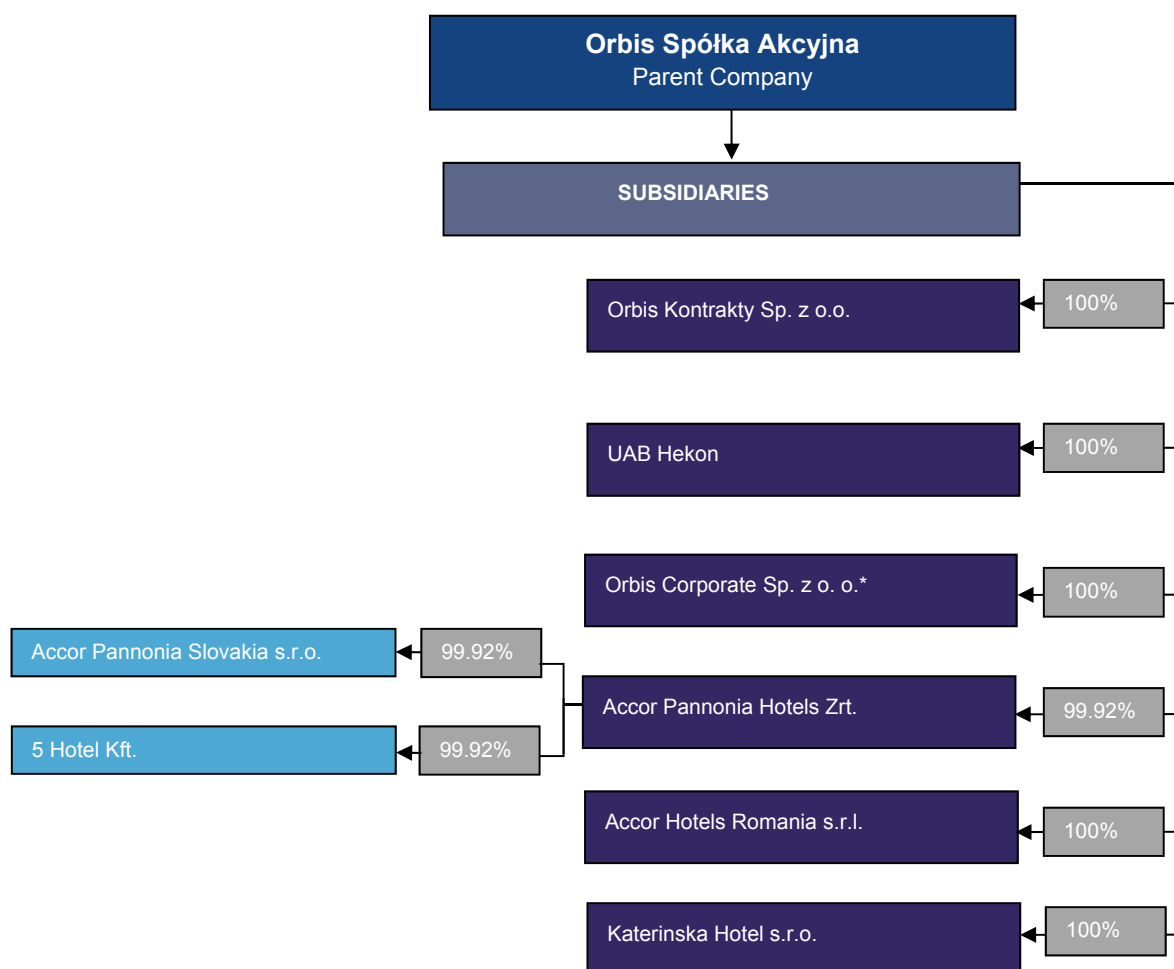 Orbis Spółka Akcyjna
Parent Company
SUBSIDIARIES
Orbis Kontrakty Sp. z o.o.
100%
UAB Hekon
100%
Orbis Corporate Sp. z o. o.*
100%
Accor Pannonia Slovakia s.r.o.
99.92%
Accor Pannonia Hotels Zrt.
99.92%
5 Hotel Kft.
99.92%
Accor Hotels Romania s.r.l.
100%
Katerinska Hotel s.r.o.
100%